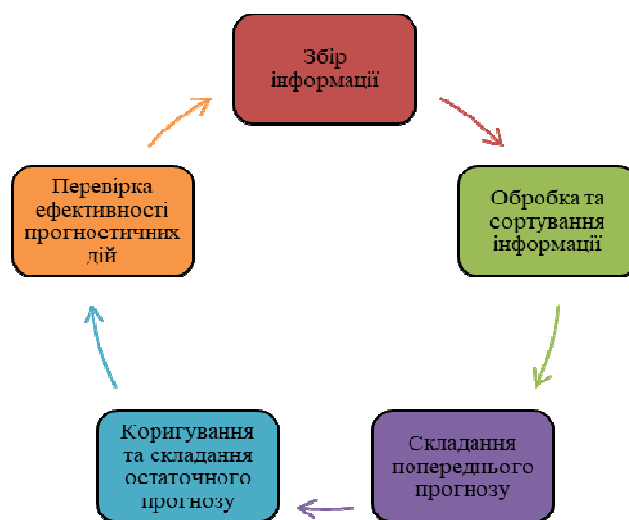 Збір
інформації
Обробка та
сортування
інформації
Складання
попереднього
прогнозу
Коригування
та складання
остаточного
прогнозу
Перевірка
ефективності
прогностичних
дій